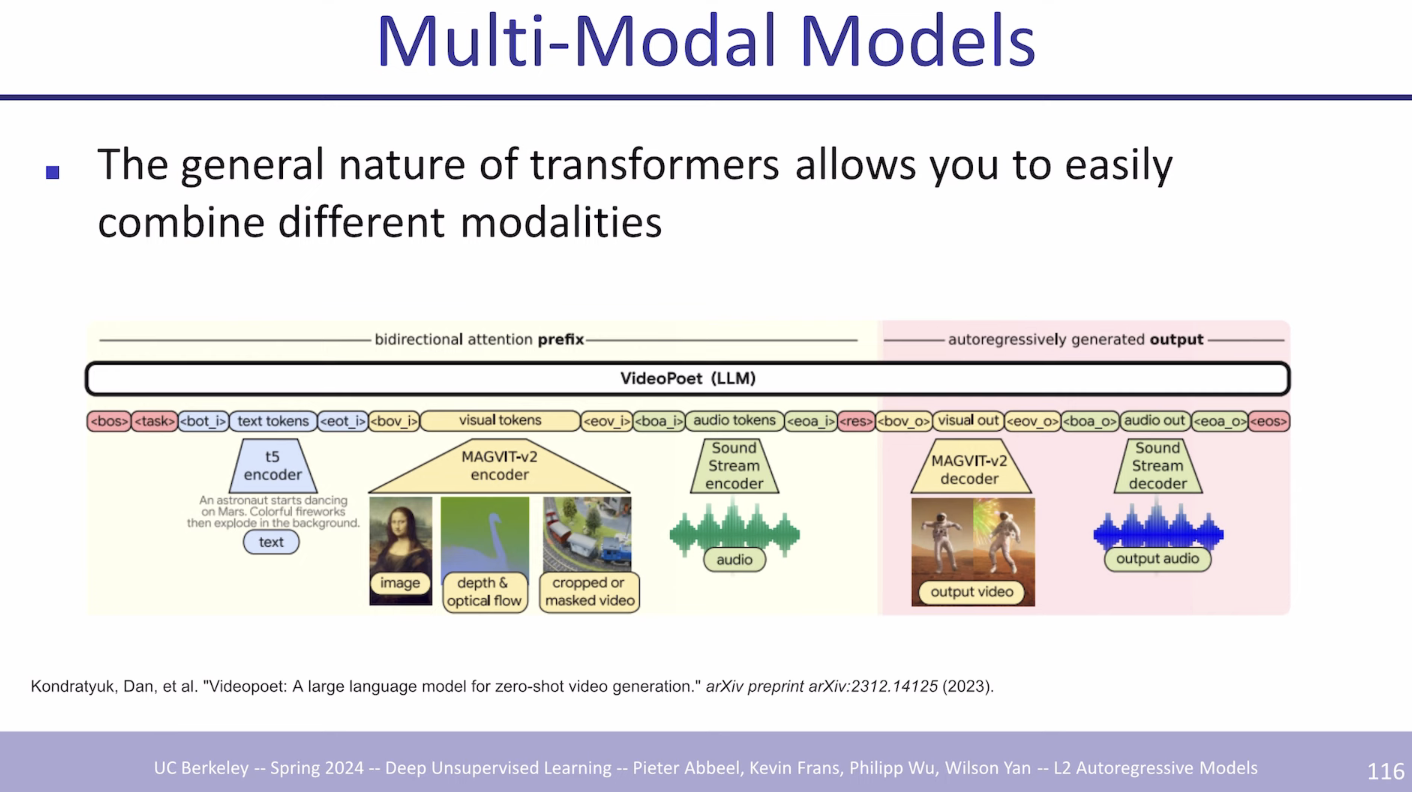 Multi-Modal Models
The general nature of transformers allows you to easily
combine different modalities
bidirectional attention prefix
autoregressively generated output
VideoPoet (LLM)
<bos> <task> <bot_i> text tokens <eot_i> <bov_i> visual tokens <eov_i> <boa_i> audio tokens <eoa_i> <res> <bov_o> visual out <eov_o> <boa_o> audio out <eoa_o> <eos>
t5
encoder
An astronaut starts dancing
on Mars. Colorful fireworks
then explode in the background.
text
MAGVIT-v2
encoder
image
depth &
optical flow
cropped or
masked video
Sound
Stream
encoder
audio
MAGVIT-v2
decoder
output video
Sound
Stream
decoder
output audio
Kondratyuk, Dan, et al. "Videopoet: A large language model for zero-shot video generation." arXiv preprint arXiv:2312.14125 (2023).
UC Berkeley -- Spring 2024 -- Deep Unsupervised Learning -- Pieter Abbeel, Kevin Frans, Philipp Wu, Wilson Yan -- L2 Autoregressive Models
116